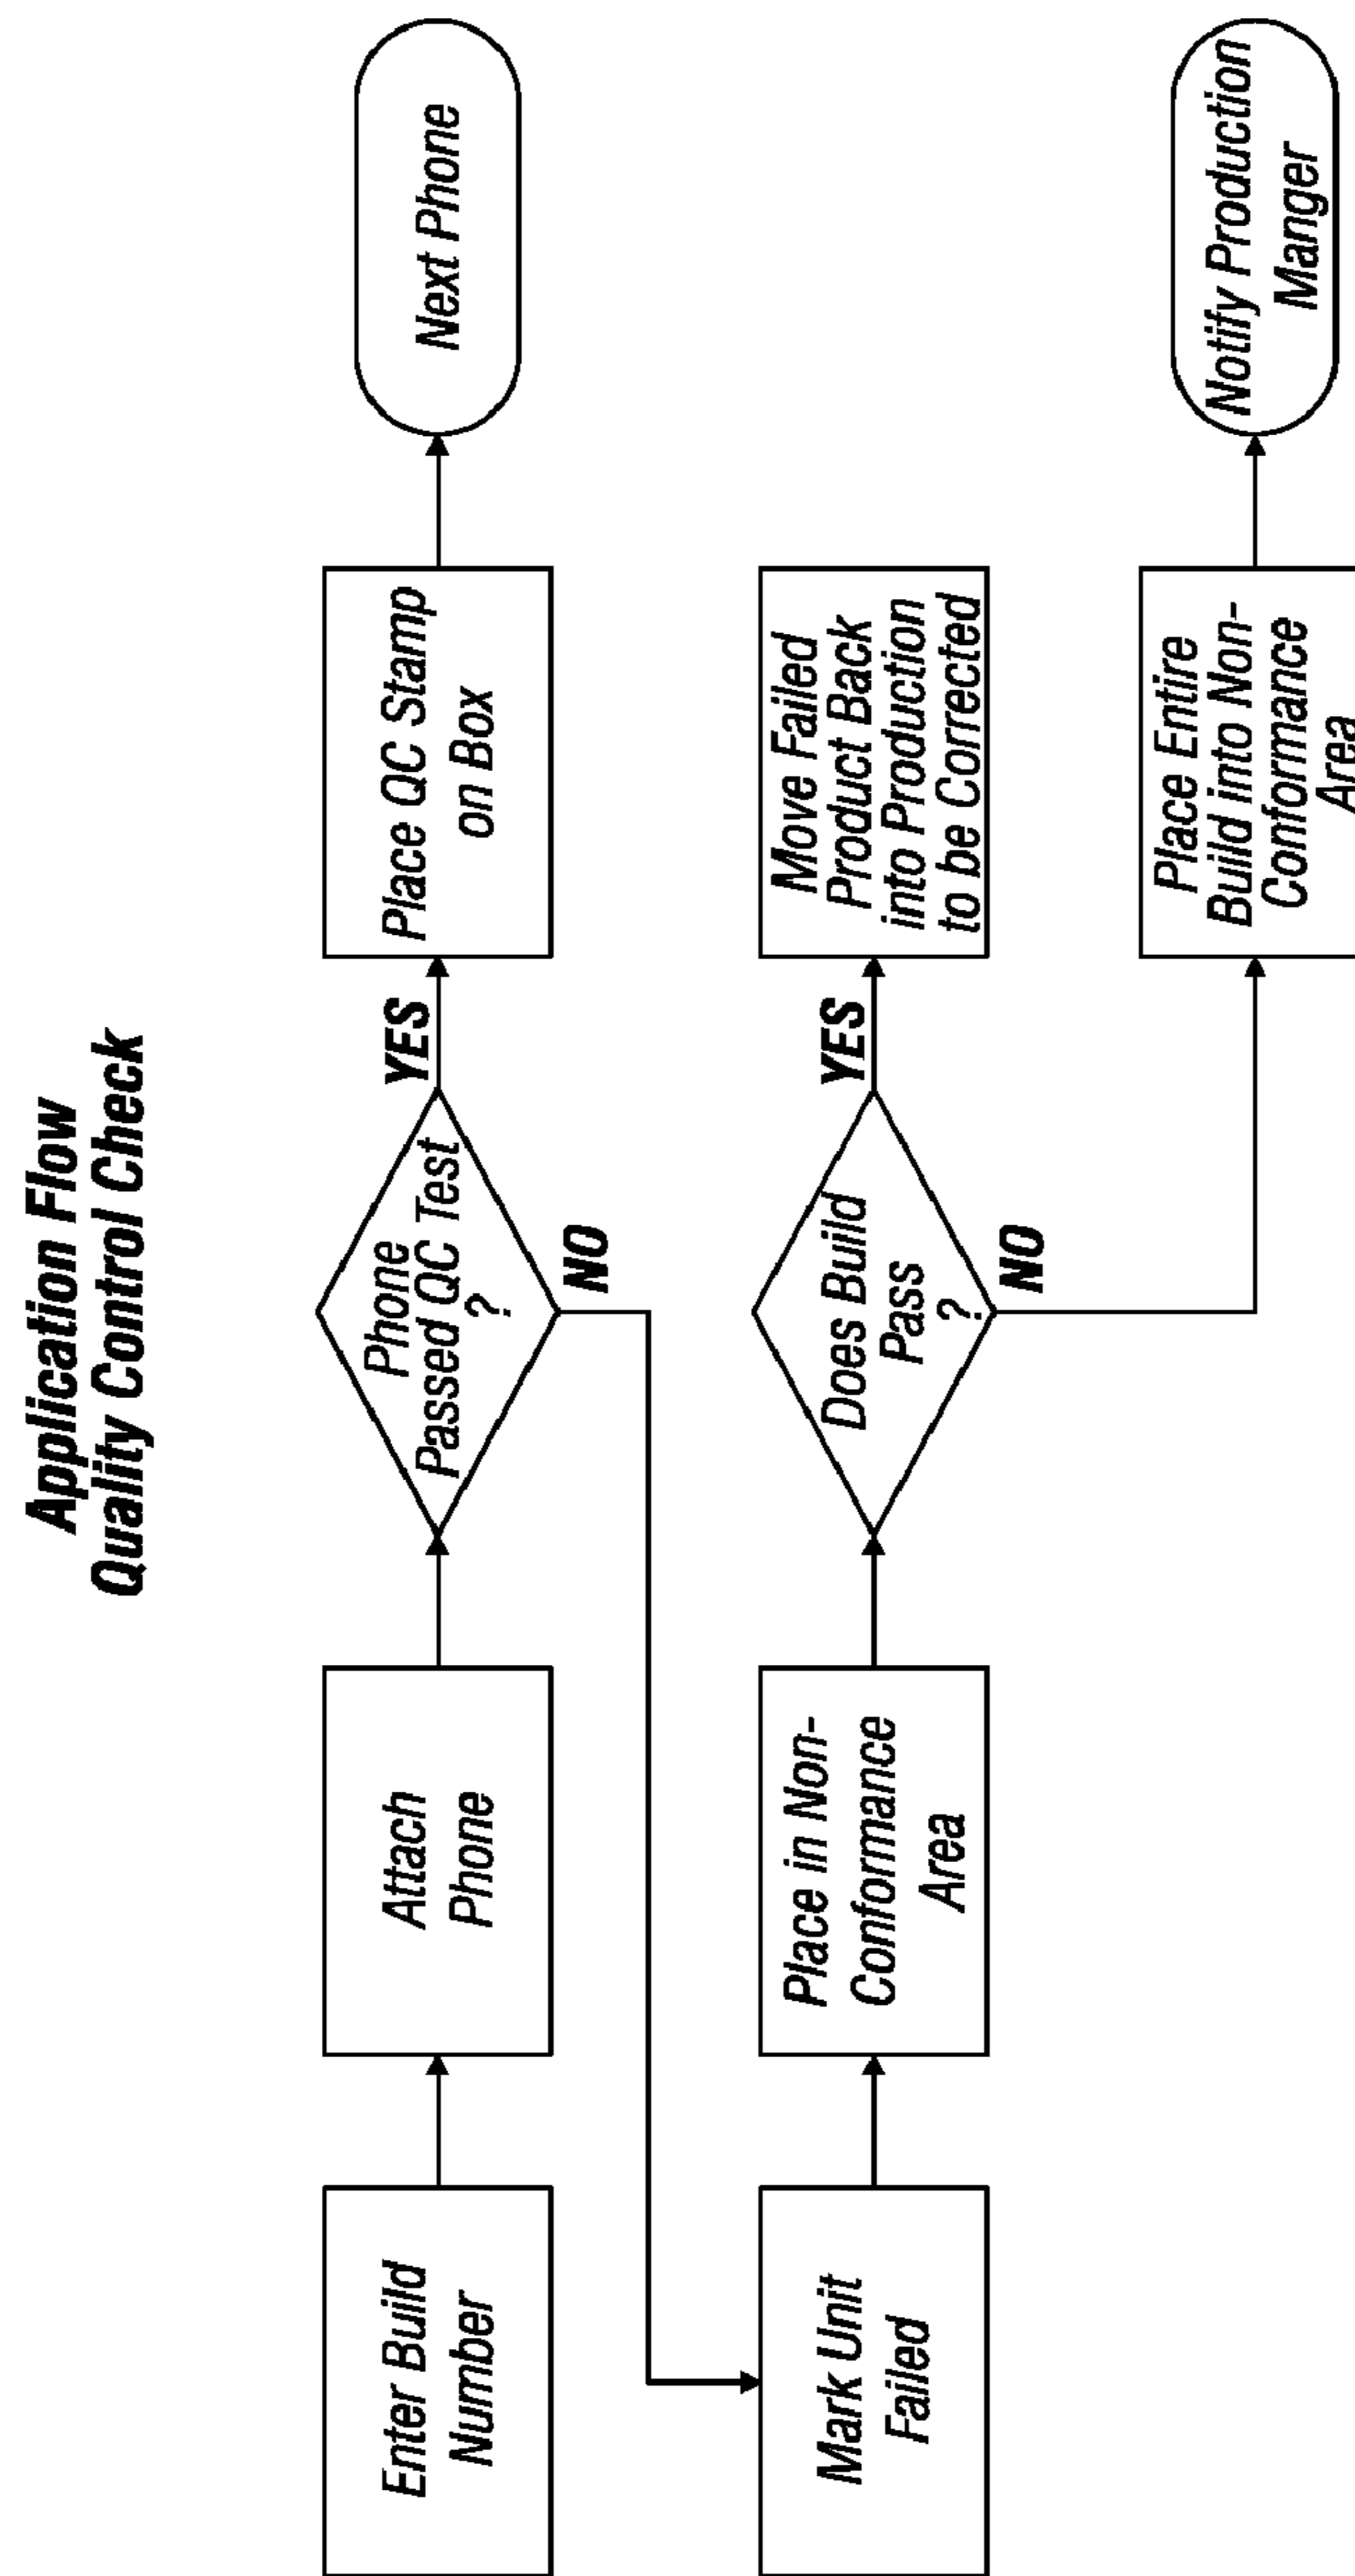 Application Flow
Quality Control Check
Enter Build
Number
Attach
Phone
Phone
Passed QC Test
?
YES
Place QC Stamp
on Box
Next Phone
NO
Mark Unit
Failed
Place in Non-
Conformance
Area
Does Build
Pass
?
YES
Move Failed
Product Back
into Production
to be Corrected
NO
Place Entire
Build into Non-
Conformance
Area
Notify Production
Manger